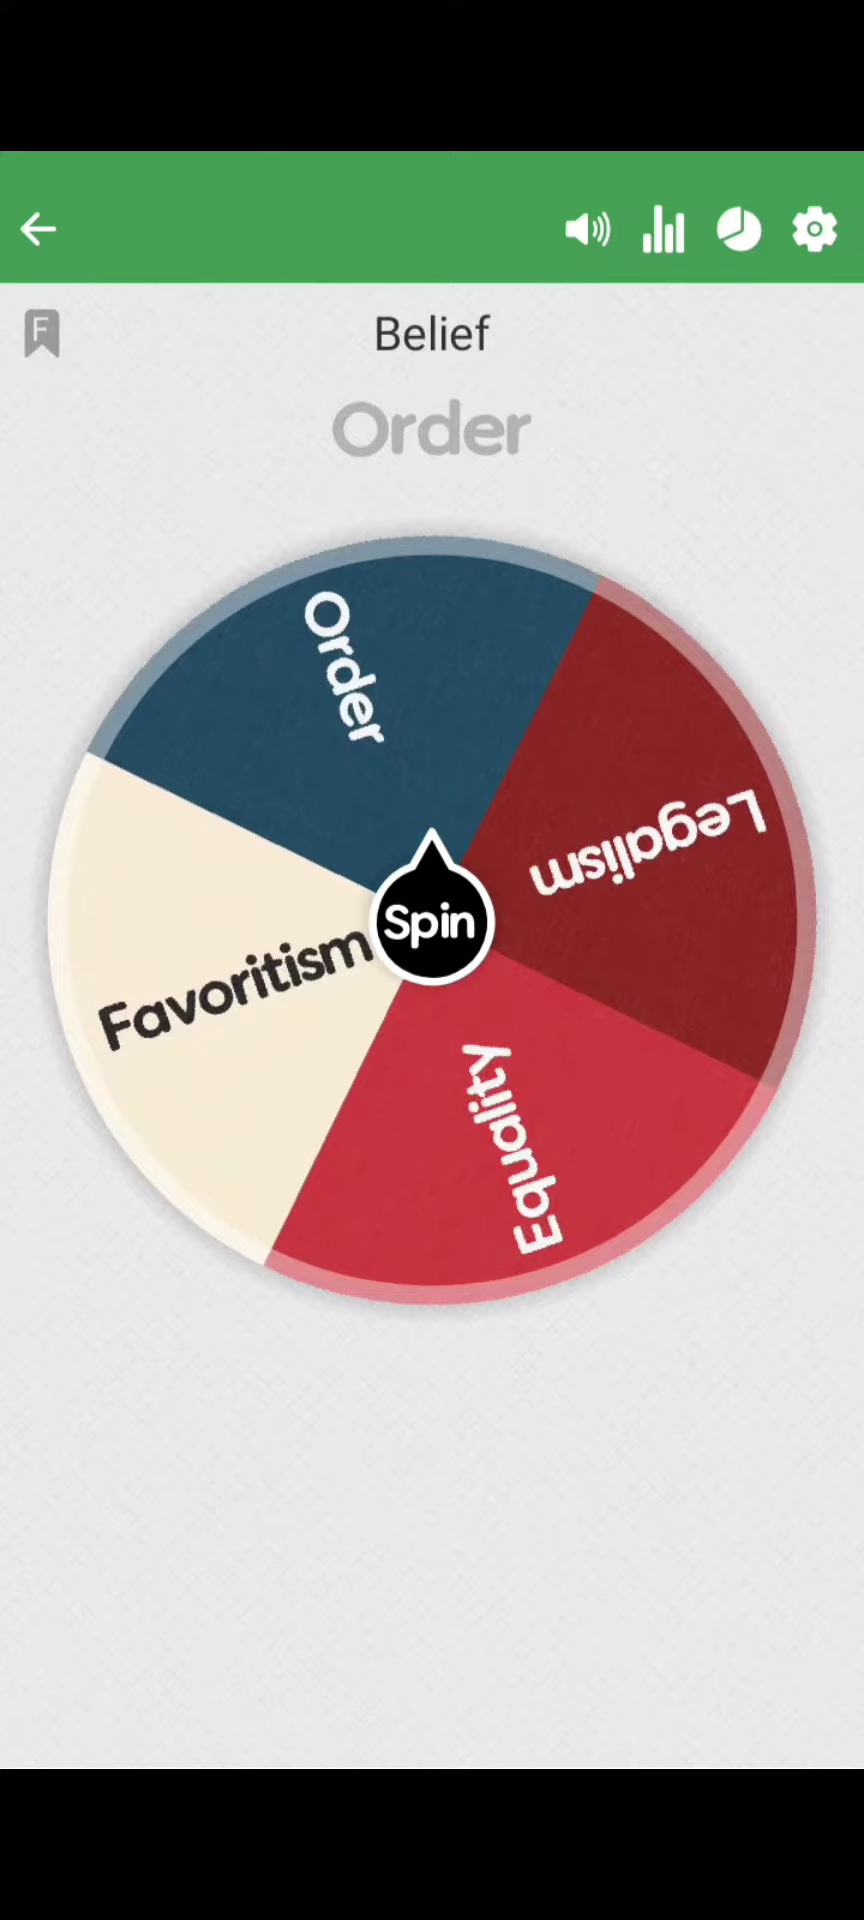 F
Belief
Order
Order
Legalism
Spin
Favoritism
Equality